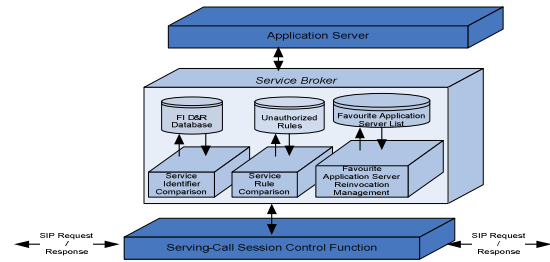 Application Server
Service Broker
FI D&R
Database
Unauthorized
Rules
Favourite Application
Server List
Service
Identifier
Comparison
Service
Rule
Comparison
Favourite
Application Server
Reinvocation
Management
SIP Request
/
Response
Serving-Call Session Control Function
SIP Request
/
Response